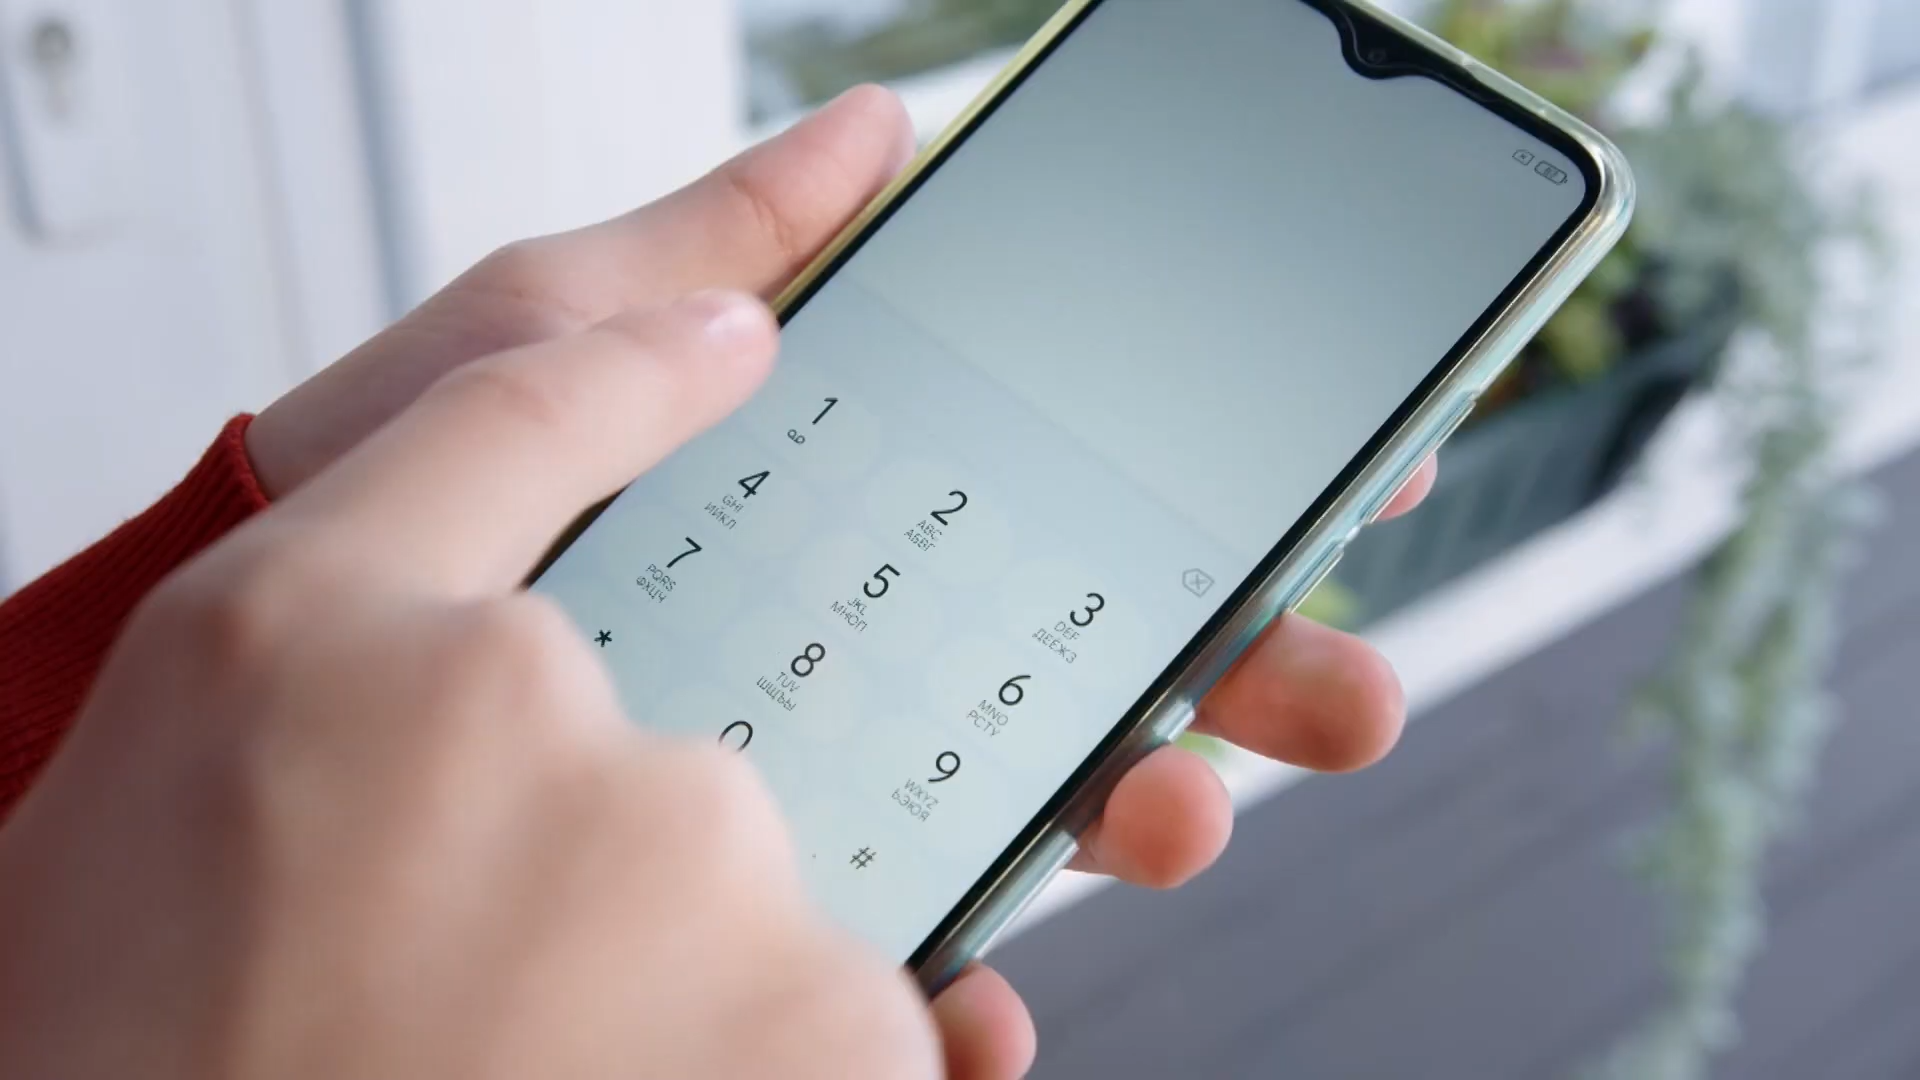 1
2
ABC
АБВГ
3
DEF
ДЕЁЖЗ
4
GHI
ИЙКЛ
5
JKL
МНОП
6
MNO
РСТУ
7
PQRS
ФХЦЧ
8
TUV
ШЩЪЫ
9
WXYZ
ЬЭЮЯ
*
0
#